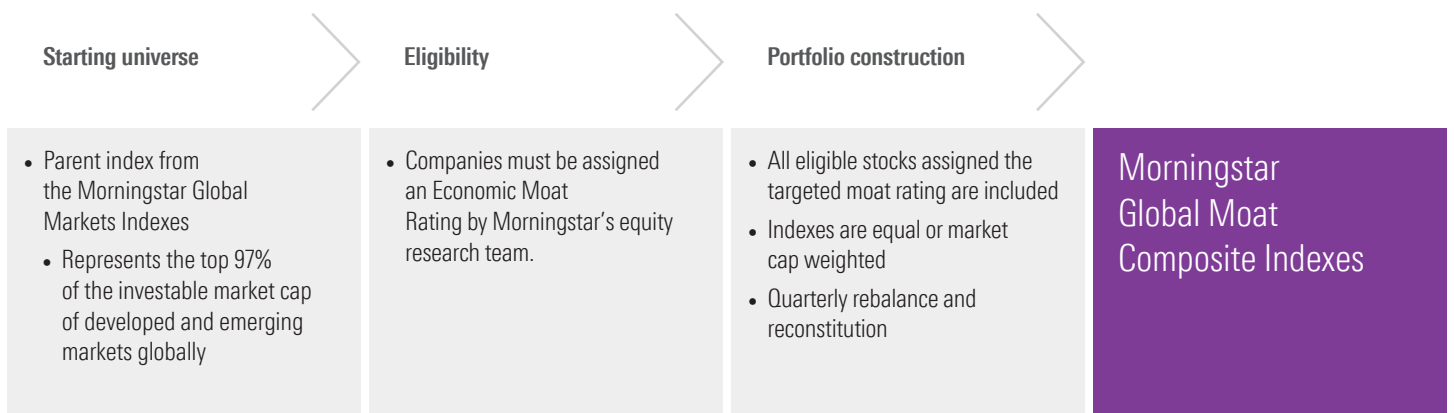 Starting universe
Eligibility
Portfolio construction
• Parent index from
the Morningstar Global
Markets Indexes
• Represents the top 97%
of the investable market cap
of developed and emerging
markets globally
• Companies must be assigned
an Economic Moat
Rating by Morningstar’s equity
research team.
• All eligible stocks assigned the
targeted moat rating are included
• Indexes are equal or market
cap weighted
• Quarterly rebalance and
reconstitution
Morningstar
Global Moat
Composite Indexes